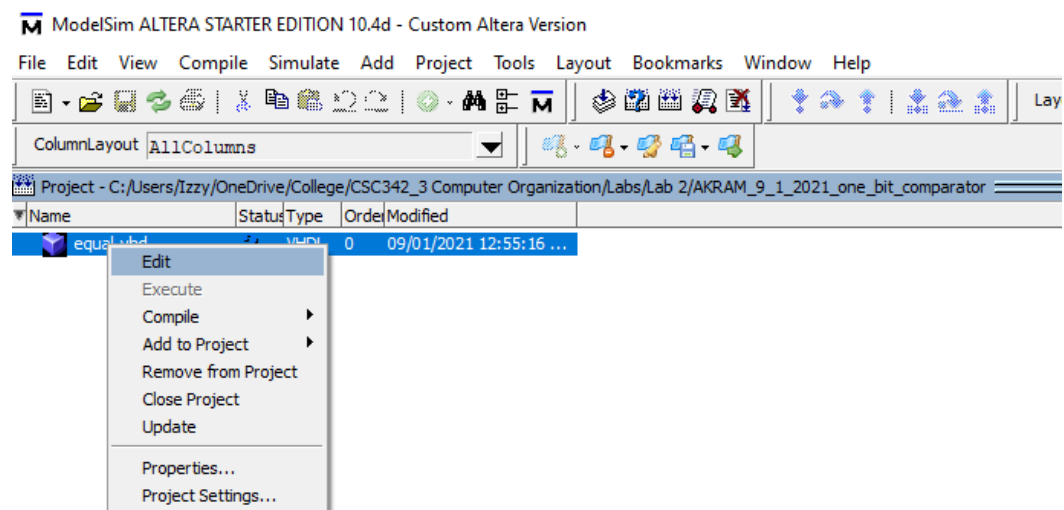 M ModelSim ALTERA STARTER EDITION 10.4d - Custom Altera Version
File Edit View Compile Simulate Add Project Tools Layout Bookmarks Window Help
M Lay
ColumnLayout AllColumns
Project - C:/Users/Izzy/OneDrive/College/CSC342_3 Computer Organization/Labs/Lab 2/AKRAM_9_1_2021_one_bit_comparator
Name Status Type Order Modified
equal.vhd VHDL 0 09/01/2021 12:55:16 ...
Edit
Execute
Compile
Add to Project
Remove from Project
Close Project
Update
Properties...
Project Settings...